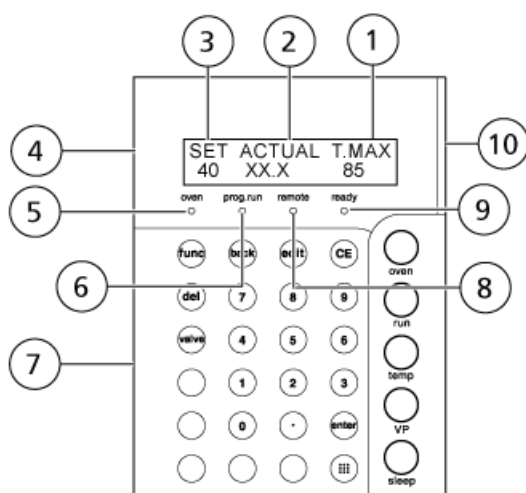 3 2 1
4 10
SET ACTUAL T.MAX
40 XX.X 85
oven prog.run remote ready
5 9
func back edit CE
oven
6 8
del 7 8 9
run
valve 4 5 6
7
temp
1 2 3
VP
0 . enter
sleep